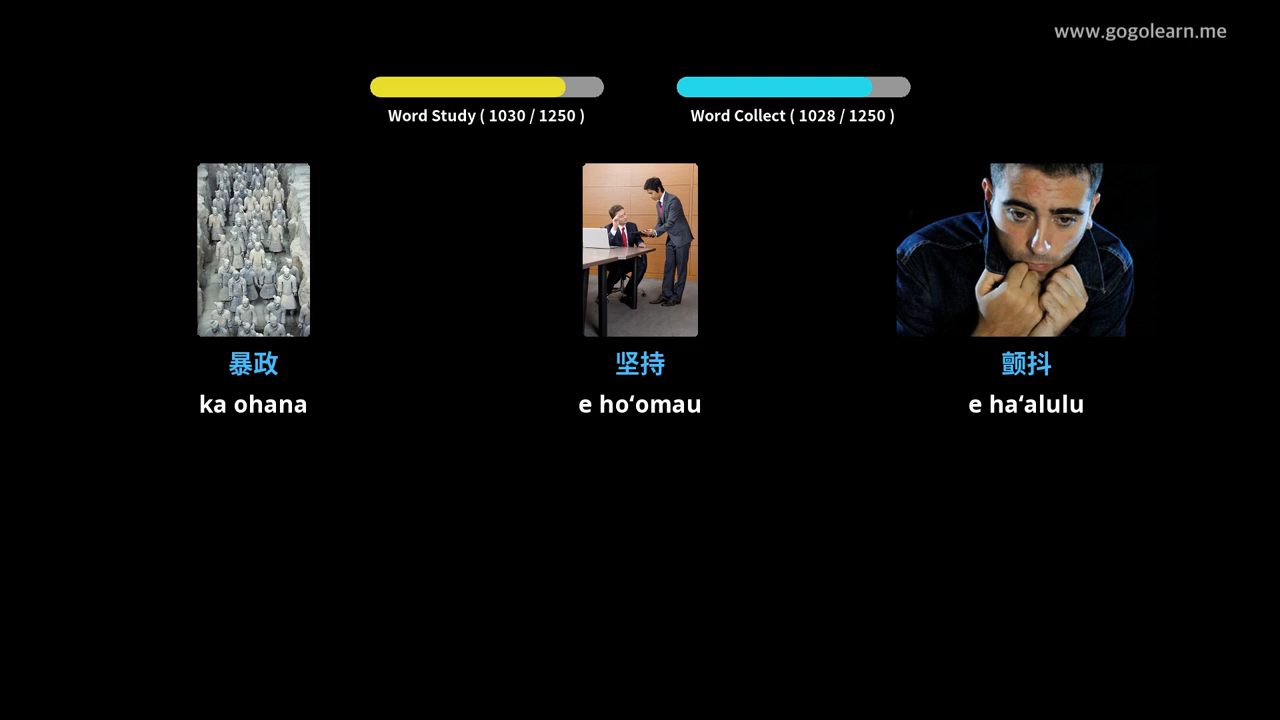 www.gogolearn.me
Word Study ( 1030 / 1250 )
Word Collect ( 1028 / 1250 )
暴政
ka ohana
坚持
e hoʻomau
颤抖
e haʻalulu